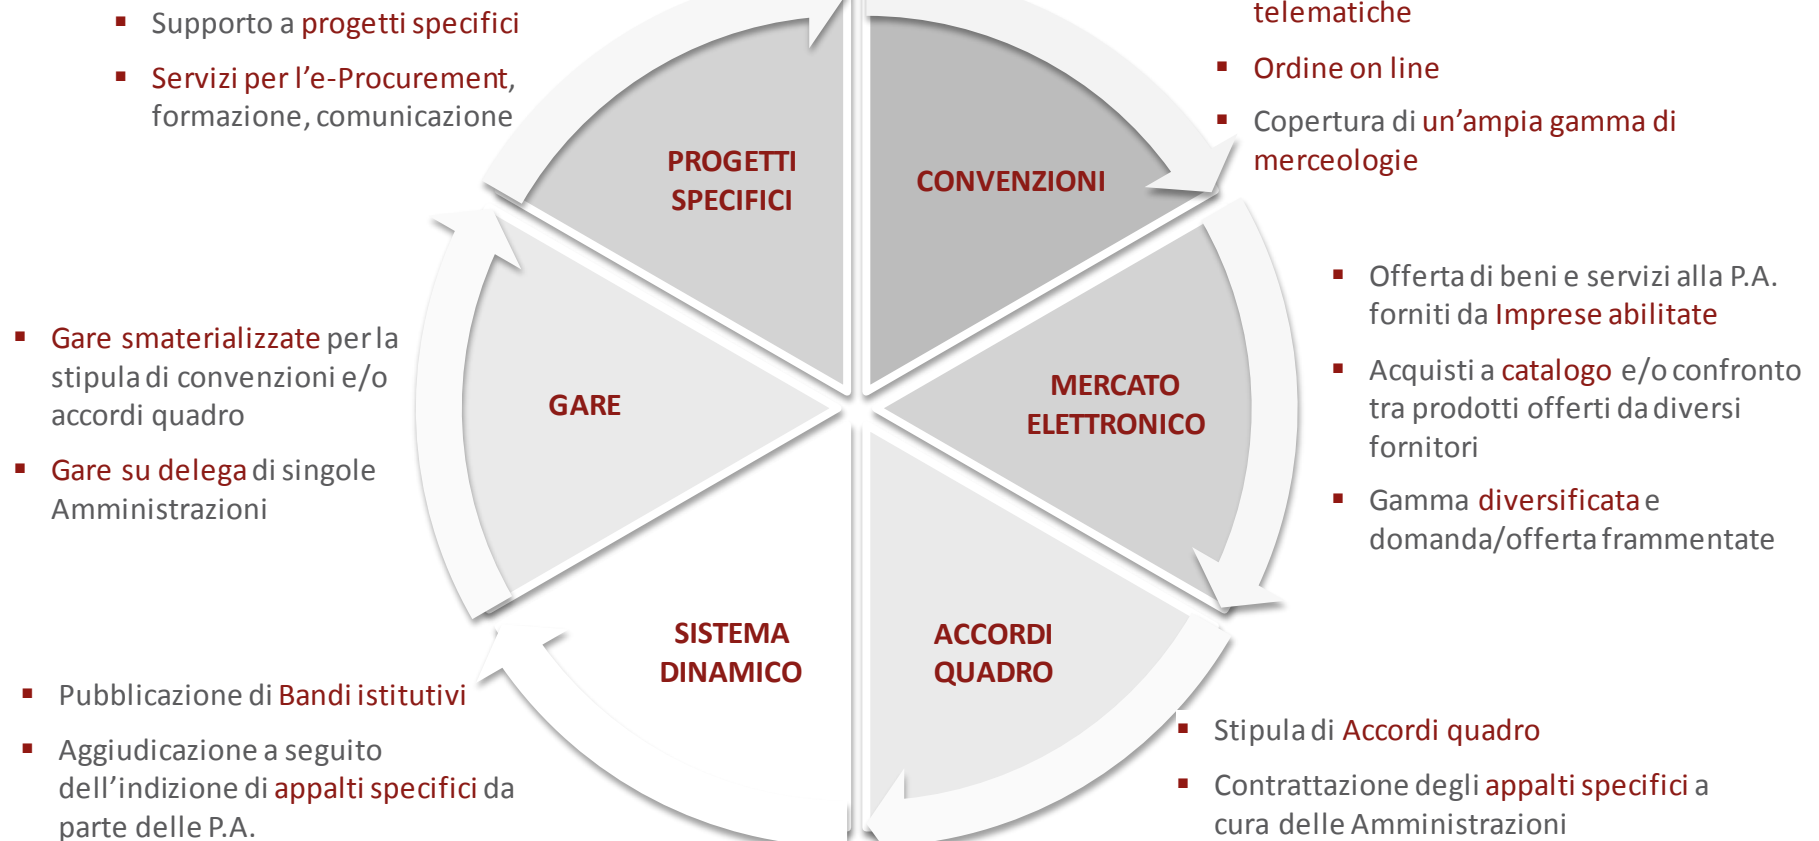 Supporto a progetti specifici
Servizi per l'e-Procurement,
formazione, comunicazione
telematiche
Ordine on line
Copertura di un'ampia gamma di
merceologie
PROGETTI
SPECIFICI
CONVENZIONI
Offerta di beni e servizi alla P.A.
forniti da Imprese abilitate
Acquisti a catalogo e/o confronto
tra prodotti offerti da diversi
fornitori
Gamma diversificata e
domanda/offerta frammentate
MERCATO
ELETTRONICO
Gare smaterializzate per la
stipula di convenzioni e/o
accordi quadro
Gare su delega di singole
Amministrazioni
GARE
SISTEMA
DINAMICO
ACCORDI
QUADRO
Pubblicazione di Bandi istitutivi
Aggiudicazione a seguito
dell'indizione di appalti specifici da
parte delle P.A.
Stipula di Accordi quadro
Contrattazione degli appalti specifici a
cura delle Amministrazioni